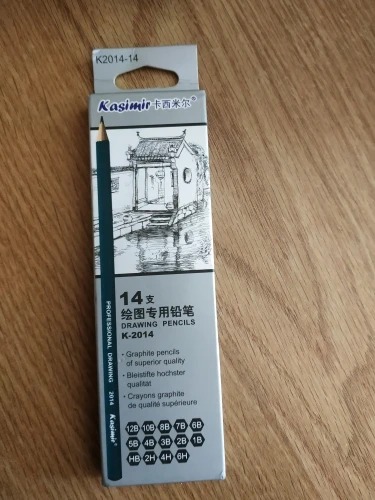 K2014-14
Kasimir卡西米尔®
14支
绘图专用铅笔
DRAWING PENCILS
K-2014
· Graphite pencils
of superior quality
· Bleistifte hochster
qualität
· Crayons graphite
de qualité supérieure
12B 10B 8B 7B 6B
5B 4B 3B 2B 1B
HB 2H 4H 6H
PROFESSIONAL DRAWING 2014 Kasimir